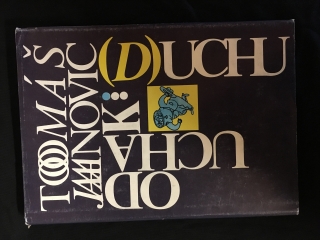 TOMÁŠ
JANOVIC
OD
UCHA
K
(D)UCHU